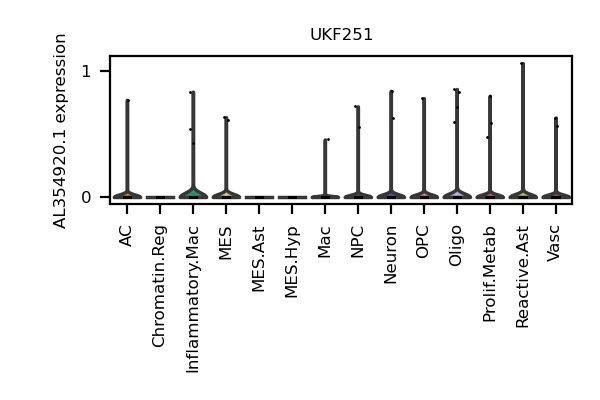 UKF251
AL354920.1 expression
1
0
AC
Chromatin.Reg
Inflammatory.Mac
MES
MES.Ast
MES.Hyp
Mac
NPC
Neuron
OPC
Oligo
Prolif.Metab
Reactive.Ast
Vasc